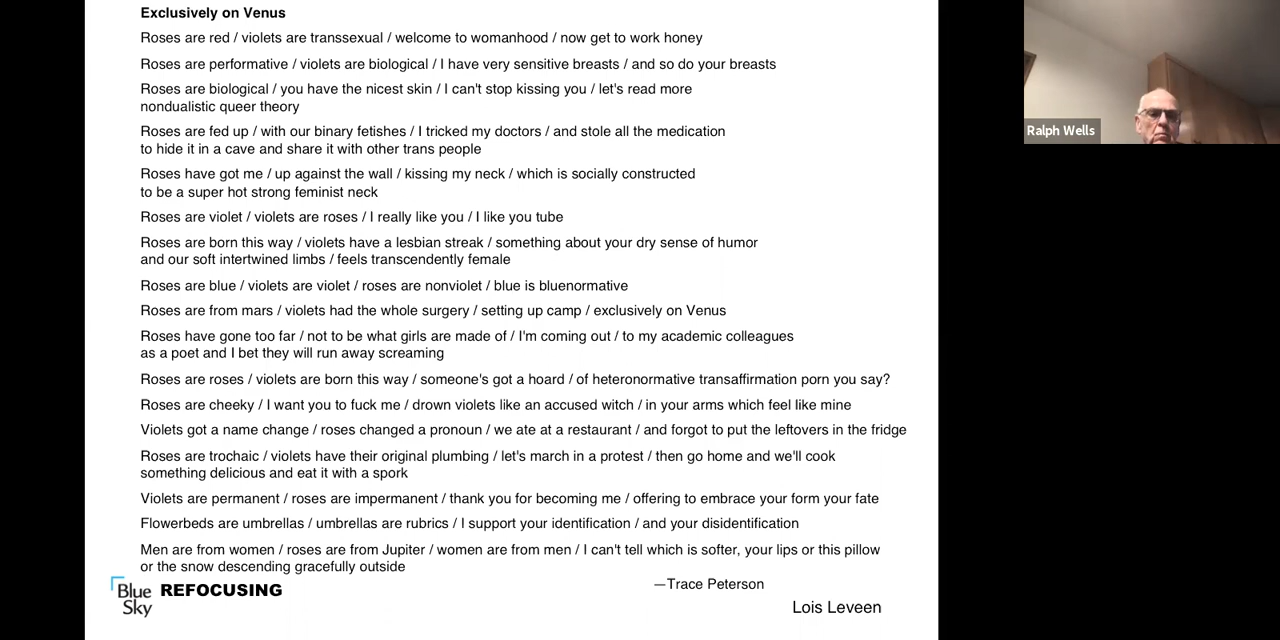 Exclusively on Venus
Roses are red / violets are transsexual / welcome to womanhood / now get to work honey
Roses are performative / violets are biological / I have very sensitive breasts / and so do your breasts
Roses are biological / you have the nicest skin / I can't stop kissing you / let's read more
nondualistic queer theory
Roses are fed up / with our binary fetishes / I tricked my doctors / and stole all the medication
to hide it in a cave and share it with other trans people
Roses have got me / up against the wall / kissing my neck / which is socially constructed
to be a super hot strong feminist neck
Roses are violet / violets are roses / I really like you / I like you tube
Roses are born this way / violets have a lesbian streak / something about your dry sense of humor
and our soft intertwined limbs / feels transcendently female
Roses are blue / violets are violet / roses are nonviolet / blue is bluenormative
Roses are from mars / violets had the whole surgery / setting up camp / exclusively on Venus
Roses have gone too far / not to be what girls are made of / I'm coming out / to my academic colleagues
as a poet and I bet they will run away screaming
Roses are roses / violets are born this way / someone's got a hoard / of heteronormative transaffirmation porn you say?
Roses are cheeky / I want you to fuck me / drown violets like an accused witch / in your arms which feel like mine
Violets got a name change / roses changed a pronoun / we ate at a restaurant / and forgot to put the leftovers in the fridge
Roses are trochaic / violets have their original plumbing / let's march in a protest / then go home and we'll cook
something delicious and eat it with a spork
Violets are permanent / roses are impermanent / thank you for becoming me / offering to embrace your form your fate
Flowerbeds are umbrellas / umbrellas are rubrics / I support your identification / and your disidentification
Men are from women / roses are from Jupiter / women are from men / I can't tell which is softer, your lips or this pillow
or the snow descending gracefully outside
—Trace Peterson
Blue
Sky
REFOCUSING
Lois Leveen
Ralph Wells